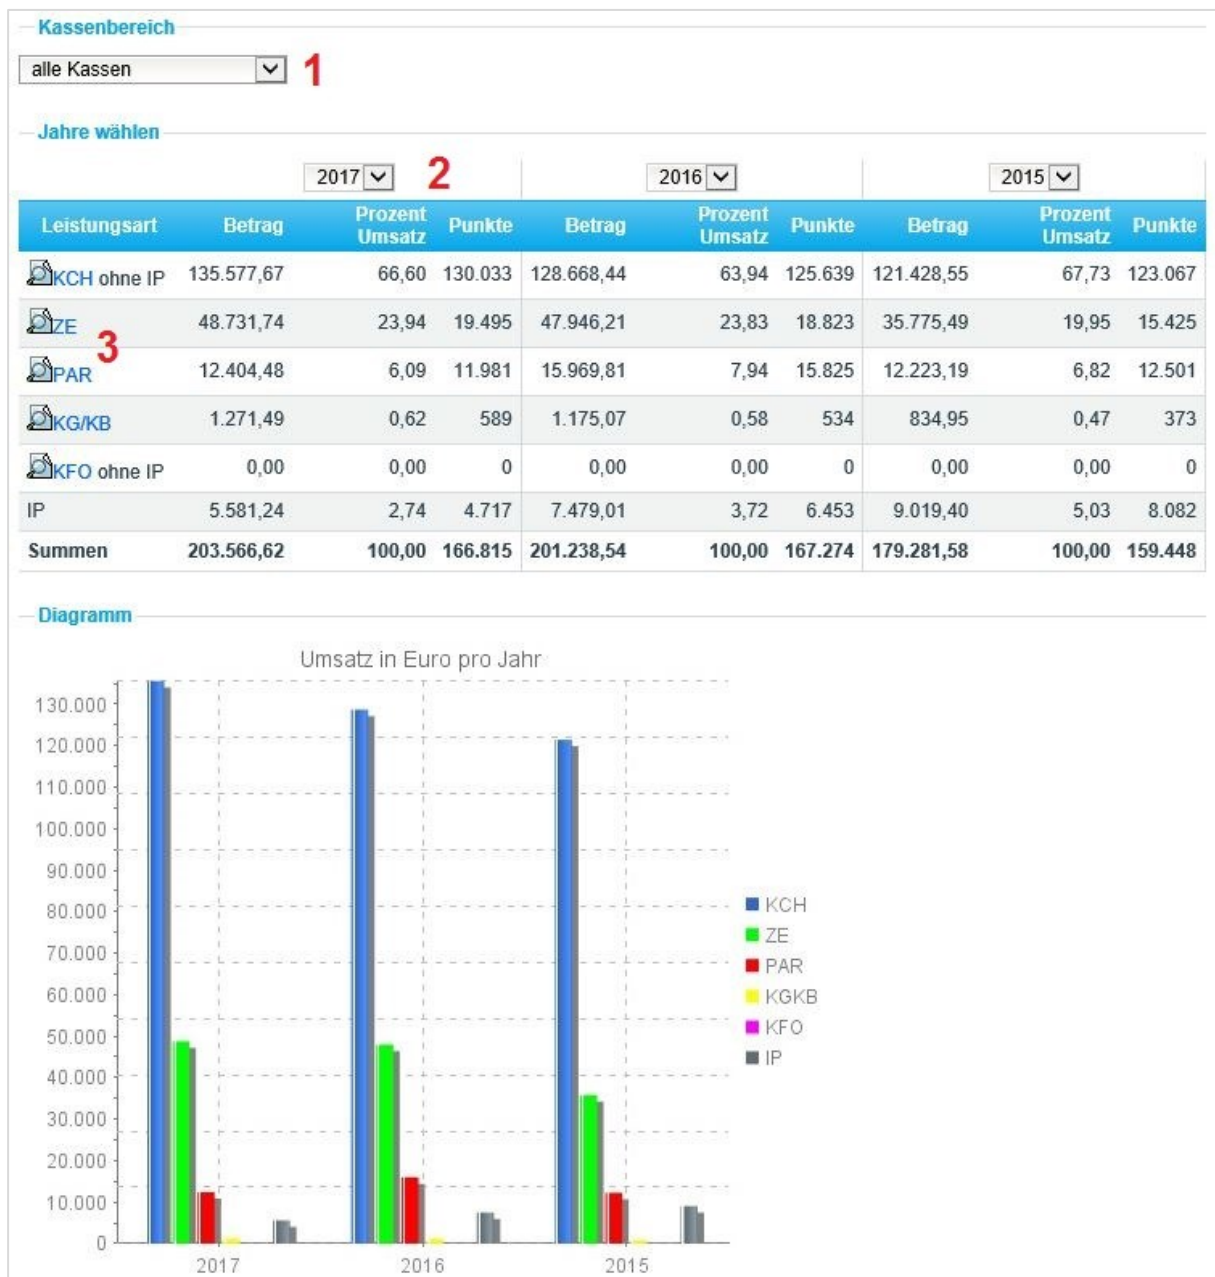 Kassenbereich
alle Kassen 1
Jahre wählen
2017 2 2016 2015
Leistungsart Betrag Prozent Umsatz Punkte Betrag Prozent Umsatz Punkte Betrag Prozent Umsatz Punkte
KCH ohne IP 135.577,67 66,60 130.033 128.668,44 63,94 125.639 121.428,55 67,73 123.067
ZE 48.731,74 23,94 19.495 47.946,21 23,83 18.823 35.775,49 19,95 15.425
3
PAR 12.404,48 6,09 11.981 15.969,81 7,94 15.825 12.223,19 6,82 12.501
KG/KB 1.271,49 0,62 589 1.175,07 0,58 534 834,95 0,47 373
KFO ohne IP 0,00 0,00 0 0,00 0,00 0 0,00 0,00 0
IP 5.581,24 2,74 4.717 7.479,01 3,72 6.453 9.019,40 5,03 8.082
Summen 203.566,62 100,00 166.815 201.238,54 100,00 167.274 179.281,58 100,00 159.448
Diagramm
Umsatz in Euro pro Jahr
130.000
120.000
110.000
100.000
90.000
80.000
70.000
60.000
50.000
40.000
30.000
20.000
10.000
0
2017 2016 2015
KCH
ZE
PAR
KGKB
KFO
IP